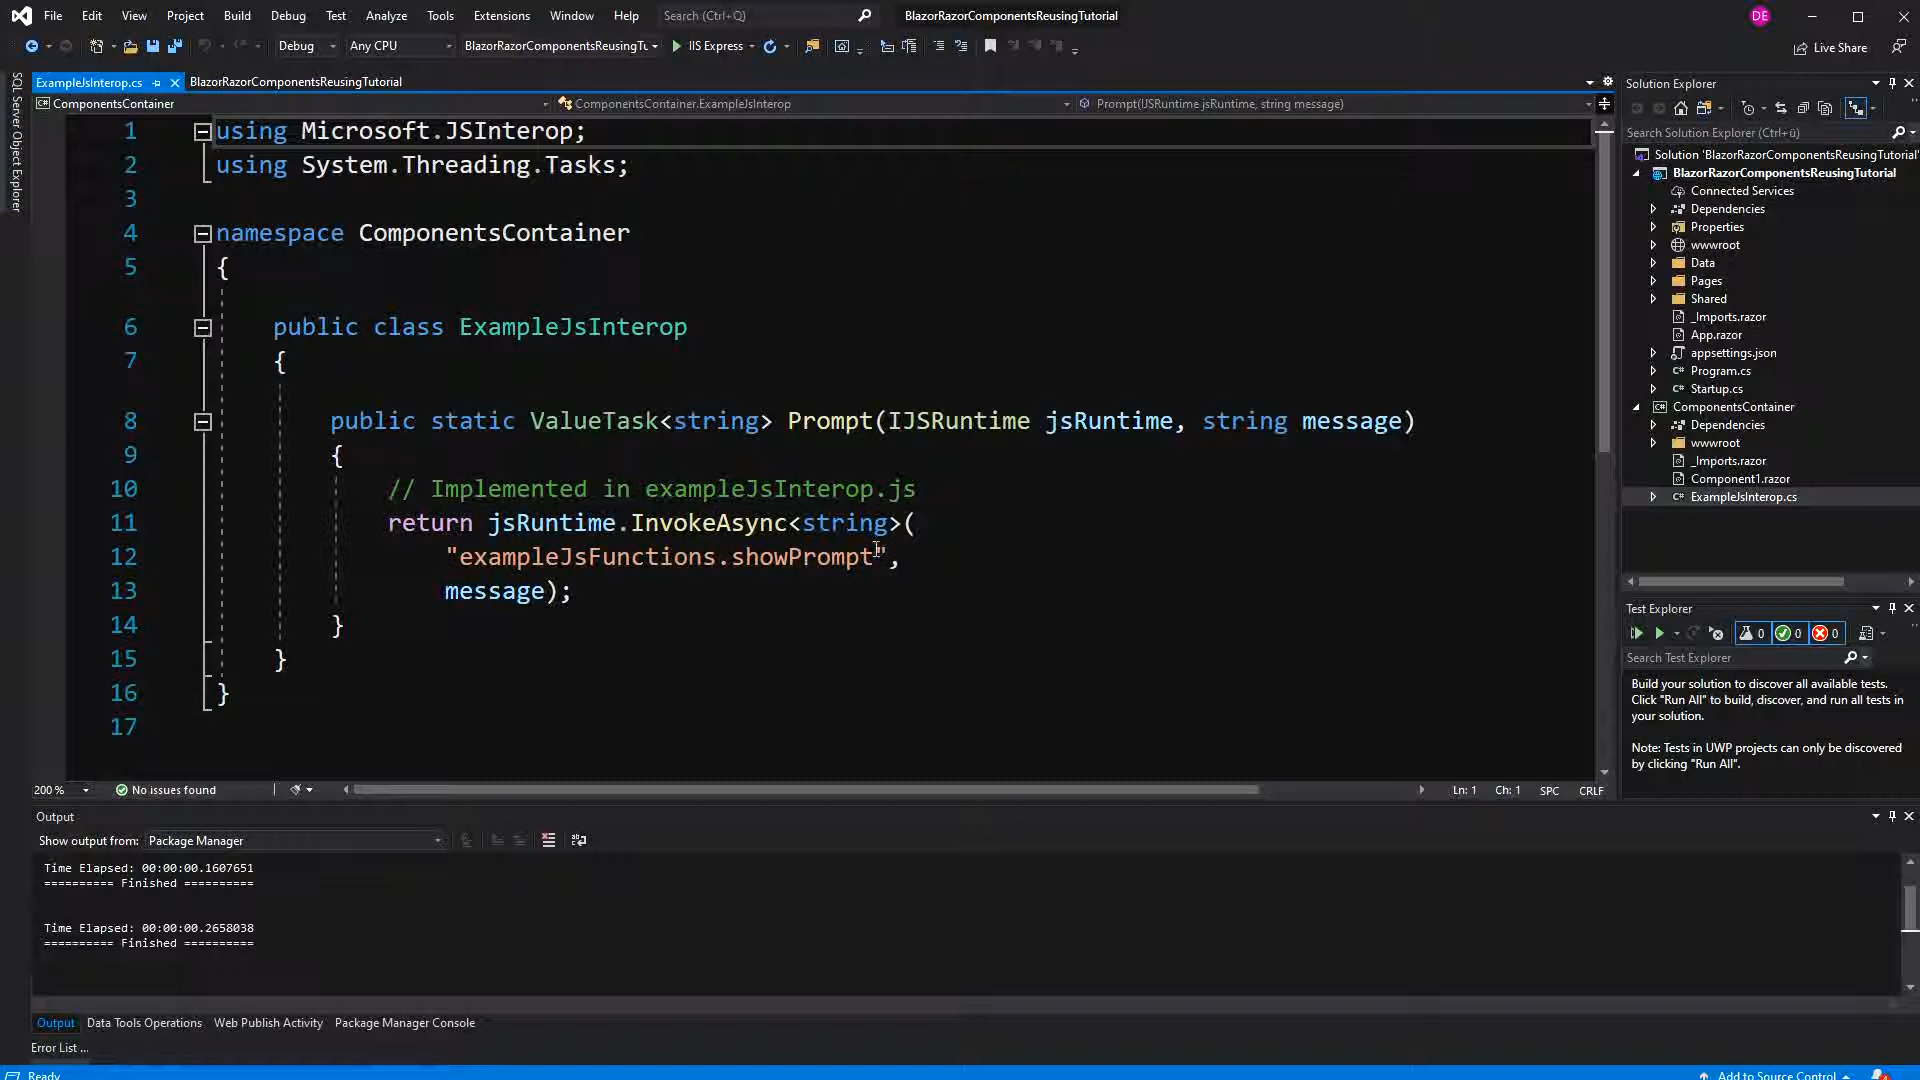 File Edit View Project Build Debug Test Analyze Tools Extensions Window Help Search (Ctrl+Q) BlazorRazorComponentsReusingTutorial DE
Debug Any CPU BlazorRazorComponentsReusingTu IIS Express Live Share
SQL Server Object Explorer
ExampleJsInterop.cs BlazorRazorComponentsReusingTutorial
ComponentsContainer ComponentsContainer.ExampleJsInterop Prompt(IJSRuntime jsRuntime, string message)
1 using Microsoft.JSInterop;
2 using System.Threading.Tasks;
3
4 namespace ComponentsContainer
5 {
6 public class ExampleJsInterop
7 {
8 public static ValueTask<string> Prompt(IJSRuntime jsRuntime, string message)
9 {
10 // Implemented in exampleJsInterop.js
11 return jsRuntime.InvokeAsync<string>(
12 "exampleJsFunctions.showPrompt",
13 message);
14 }
15 }
16 }
17
200 % No issues found Ln: 1 Ch: 1 SPC CRLF
Output
Show output from: Package Manager
Time Elapsed: 00:00:00.1607651
========== Finished ==========
Time Elapsed: 00:00:00.2658038
========== Finished ==========
Output Data Tools Operations Web Publish Activity Package Manager Console
Error List ...
Ready Add to Source Control
Solution Explorer
Search Solution Explorer (Ctrl+ü)
Solution 'BlazorRazorComponentsReusingTutorial'
BlazorRazorComponentsReusingTutorial
Connected Services
Dependencies
Properties
wwwroot
Data
Pages
Shared
_Imports.razor
App.razor
appsettings.json
C# Program.cs
C# Startup.cs
C# ComponentsContainer
Dependencies
wwwroot
_Imports.razor
Component1.razor
C# ExampleJsInterop.cs
Test Explorer
0 0 0
Search Test Explorer
Build your solution to discover all available tests.
Click "Run All" to build, discover, and run all tests in
your solution.
Note: Tests in UWP projects can only be discovered
by clicking "Run All".